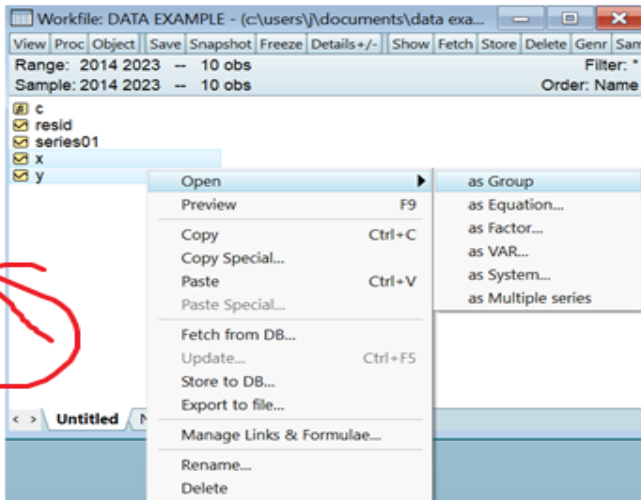 Workfile: DATA EXAMPLE - (c:\users\j\documents\data exa...
View Proc Object Save Snapshot Freeze Details+/- Show Fetch Store Delete Genr Sam
Range: 2014 2023 -- 10 obs Filter: *
Sample: 2014 2023 -- 10 obs Order: Name
c
resid
series01
x
y
Open
Preview F9
Copy Ctrl+C
Copy Special...
Paste Ctrl+V
Paste Special...
Fetch from DB...
Update... Ctrl+F5
Store to DB...
Export to file...
Manage Links & Formulae...
Rename...
Delete
as Group
as Equation...
as Factor...
as VAR...
as System...
as Multiple series
< > Untitled N